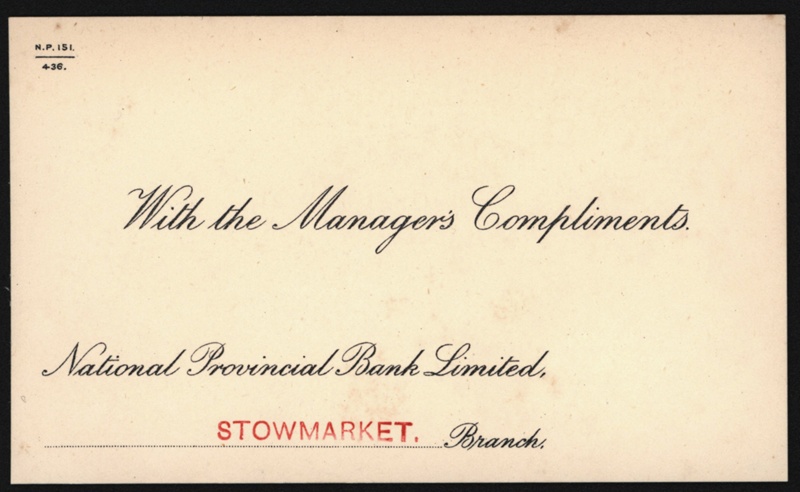 N.P. 151.
4-36.
With the Manager's Compliments.
National Provincial Bank Limited,
STOWMARKET. Branch.